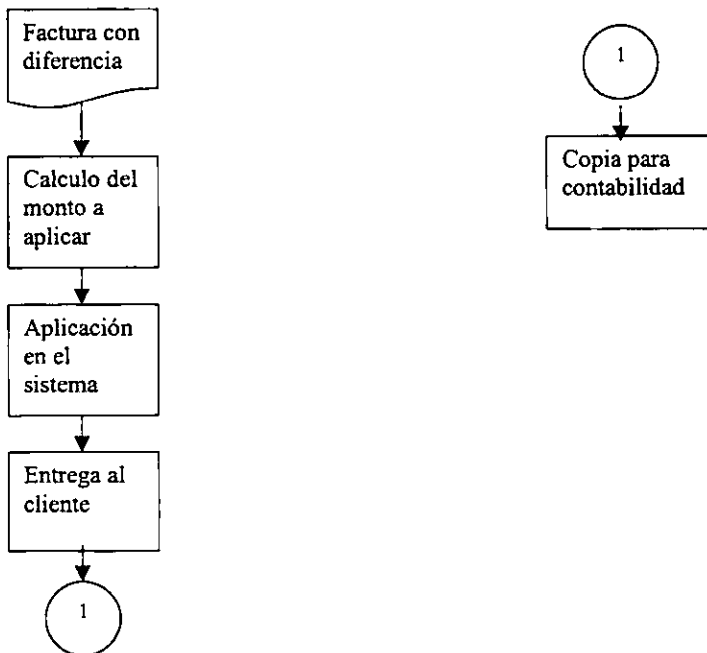 Factura con
diferencia
Calculo del
monto a
aplicar
Aplicación
en el
sistema
Entrega al
cliente
1
1
Copia para
contabilidad